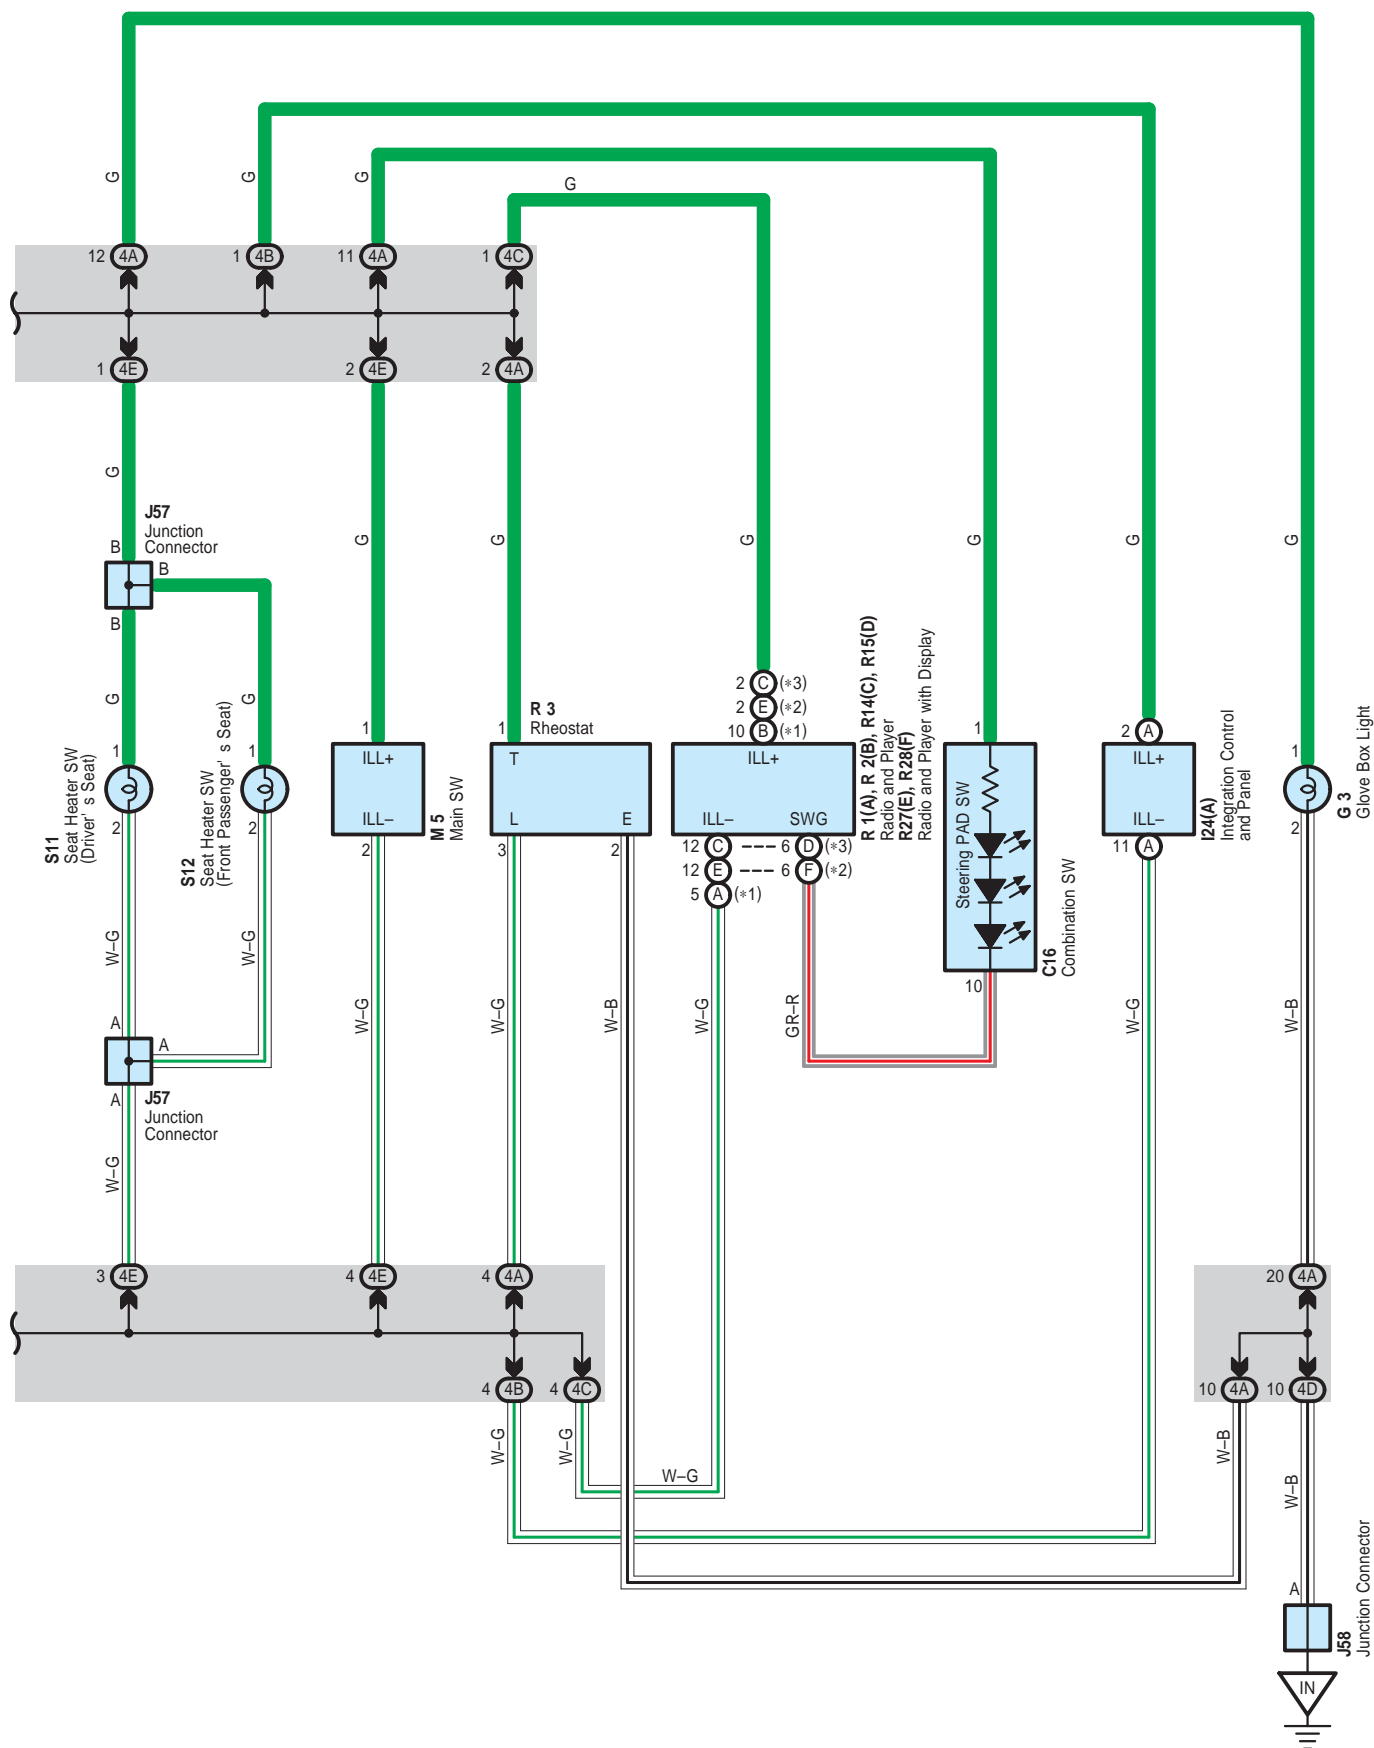 G
G
G
G
12 4A
1 4B
11 4A
1 4C
1 4E
2 4E
2 4A
G
J57
Junction
Connector
B
B
B
G
G
G
G
G
G
G
G
2 C (*3)
2 E (*2)
10 B (*1)
R 1(A), R 2(B), R14(C), R15(D)
Radio and Player
R27(E), R28(F)
Radio and Player with Display
R 3
Rheostat
1
1
1
1
1
2 A
1
S11
Seat Heater SW
(Driver' s Seat)
2
S12
Seat Heater SW
(Front Passenger' s Seat)
2
ILL+
ILL–
M 5
Main SW
2
T
L
E
3
2
ILL+
ILL–
SWG
12 C ---- 6 D (*3)
12 E ---- 6 F (*2)
5 A (*1)
Steering PAD SW
C16
Combination SW
10
ILL+
ILL–
I24(A)
Integration Control
and Panel
11 A
G 3
Glove Box Light
2
W–G
W–G
W–G
W–G
W–B
W–G
GR–R
W–G
W–B
A
A
A
J57
Junction
Connector
W–G
3 4E
4 4E
4 4A
20 4A
4 4B
4 4C
10 4A
10 4D
W–G
W–G
W–G
W–B
W–B
A
J58
Junction Connector
IN